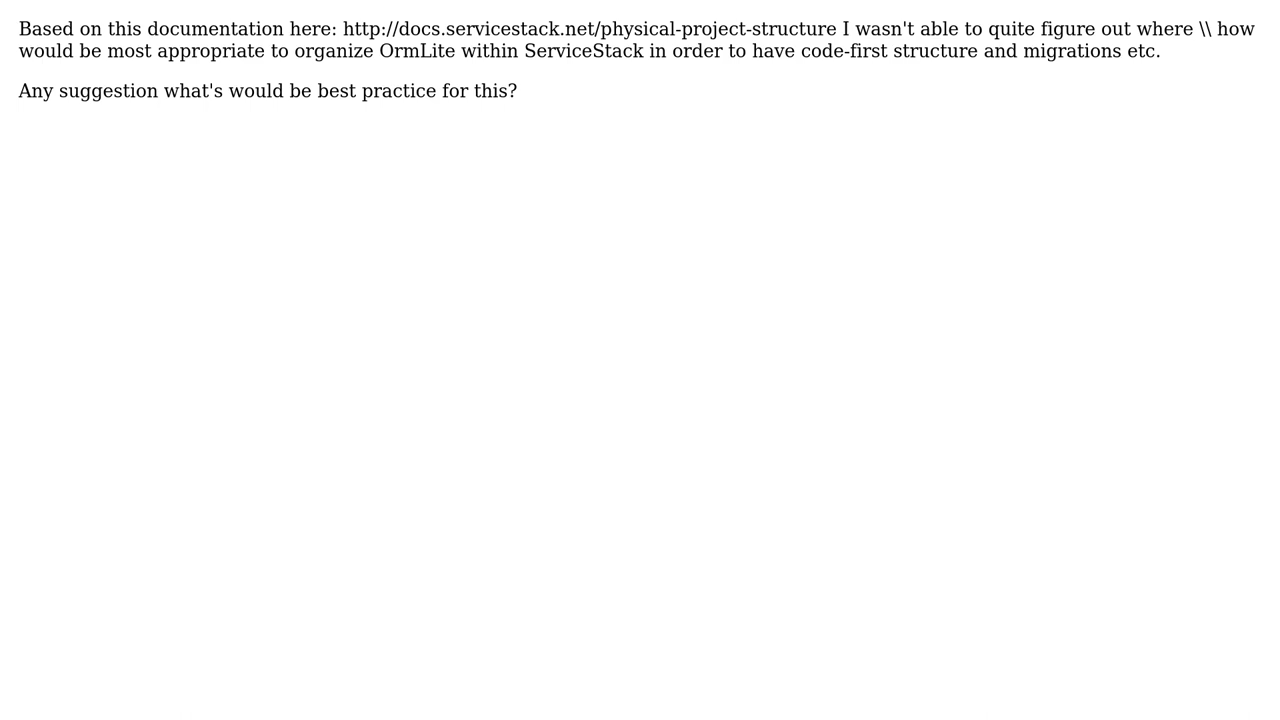 Based on this documentation here: http://docs.servicestack.net/physical-project-structure I wasn't able to quite figure out where \\ how
would be most appropriate to organize OrmLite within ServiceStack in order to have code-first structure and migrations etc.
Any suggestion what's would be best practice for this?